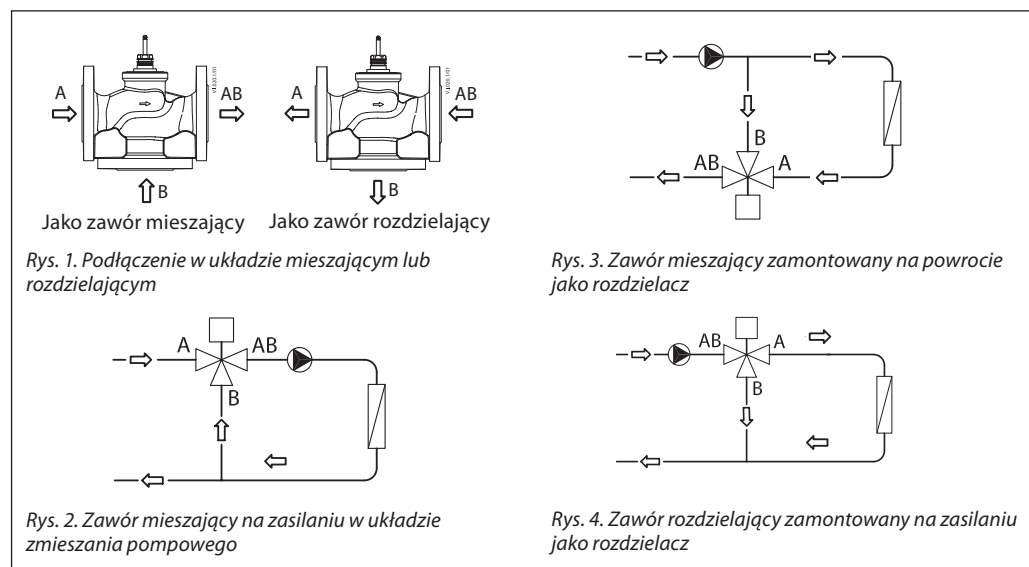 A
AB
B
Jako zawór mieszający
A
AB
B
Jako zawór rozdzielający
Rys. 1. Podłączenie w układzie mieszającym lub
rozdzielającym
B
AB
A
Rys. 3. Zawór mieszający zamontowany na powrocie
jako rozdzielacz
A
AB
B
Rys. 2. Zawór mieszający na zasilaniu w układzie
zmieszania pompowego
AB
A
B
Rys. 4. Zawór rozdzielający zamontowany na zasilaniu
jako rozdzielacz